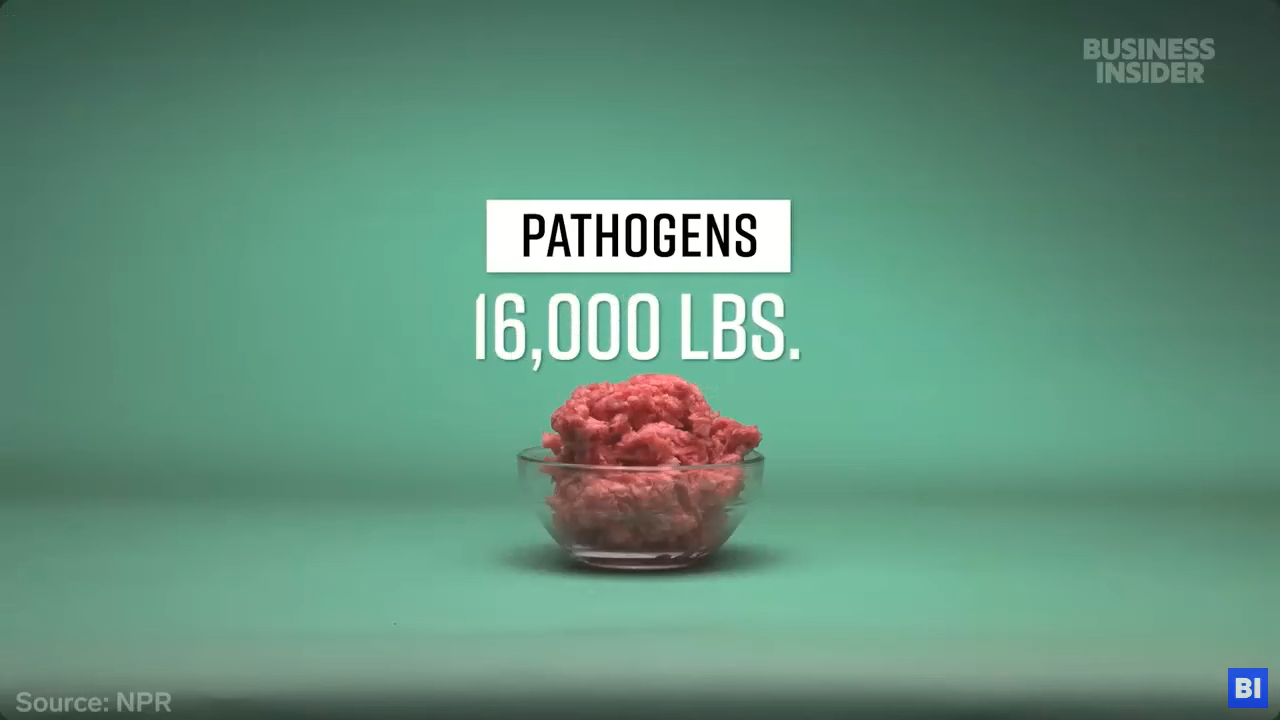 BUSINESS
INSIDER
PATHOGENS
16,000 LBS.
Source: NPR
BI